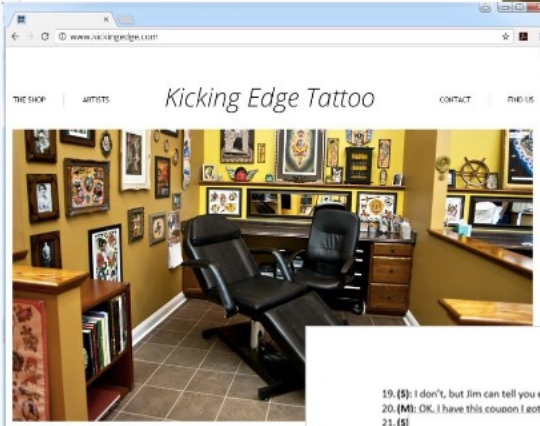 www.kickingedge.com
THE SHOP
ARTISTS
Kicking Edge Tattoo
CONTACT
FIND US
19. (S): I don't, but Jim can tell you
20. (M): OK. I have this coupon I got
21. (S)